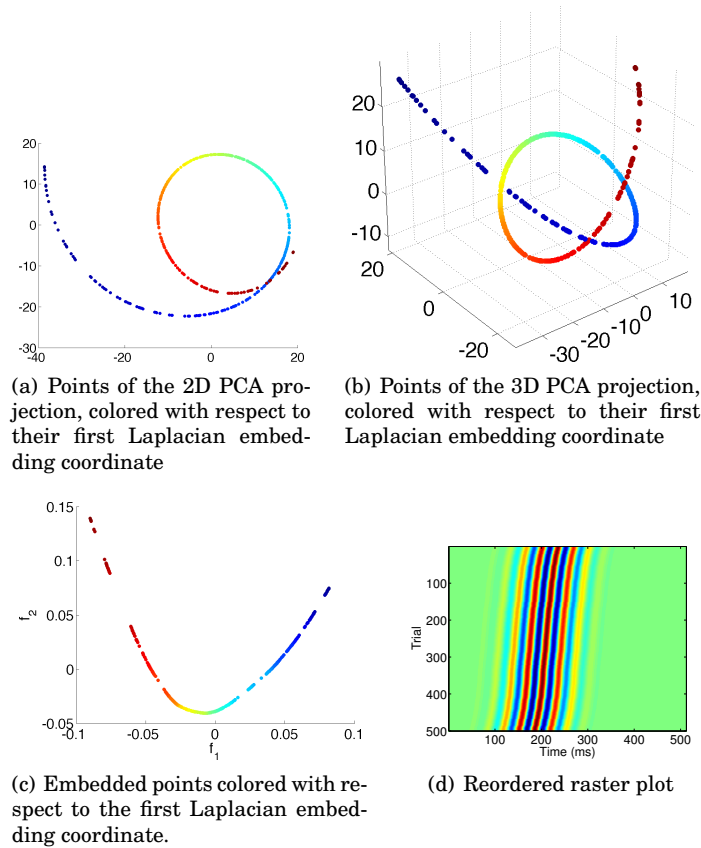 20
10
0
-10
-20
-30
-40
-20
0
20
20
10
0
-10
20
0
-20
-30
-20
-10
0
10
(a) Points of the 2D PCA pro-
jection, colored with respect to
their first Laplacian embed-
ding coordinate
(b) Points of the 3D PCA projection,
colored with respect to their first
Laplacian embedding coordinate
0.15
0.1
0.05
0
-0.05
f2
-0.1
-0.05
0
0.05
0.1
f1
Trial
100
200
300
400
500
100
200
300
400
500
Time (ms)
(c) Embedded points colored with re-
spect to the first Laplacian embed-
ding coordinate.
(d) Reordered raster plot